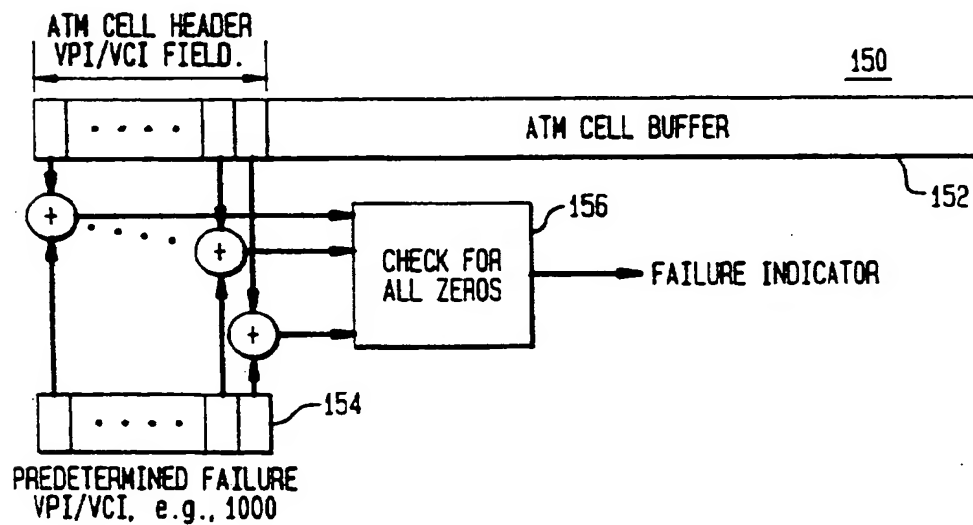 ATM CELL HEADER
VPI/VCI FIELD.
150
ATM CELL BUFFER
152
+
+
+
156
CHECK FOR
ALL ZEROS
FAILURE INDICATOR
154
PREDETERMINED FAILURE
VPI/VCI, e.g., 1000